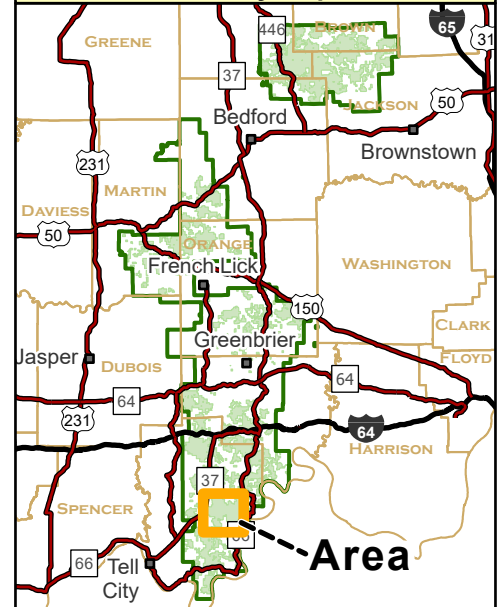 BROWN
GREENE
446
65
31
37
JACKSON
50
Bedford
Brownstown
231
MARTIN
DAVIESS
50
ORANGE
WASHINGTON
French Lick
150
CLARK
Greenbrier
FLOYD
Jasper
DUBOIS
64
64
231
64
HARRISON
37
SPENCER
66
Tell
City
Area